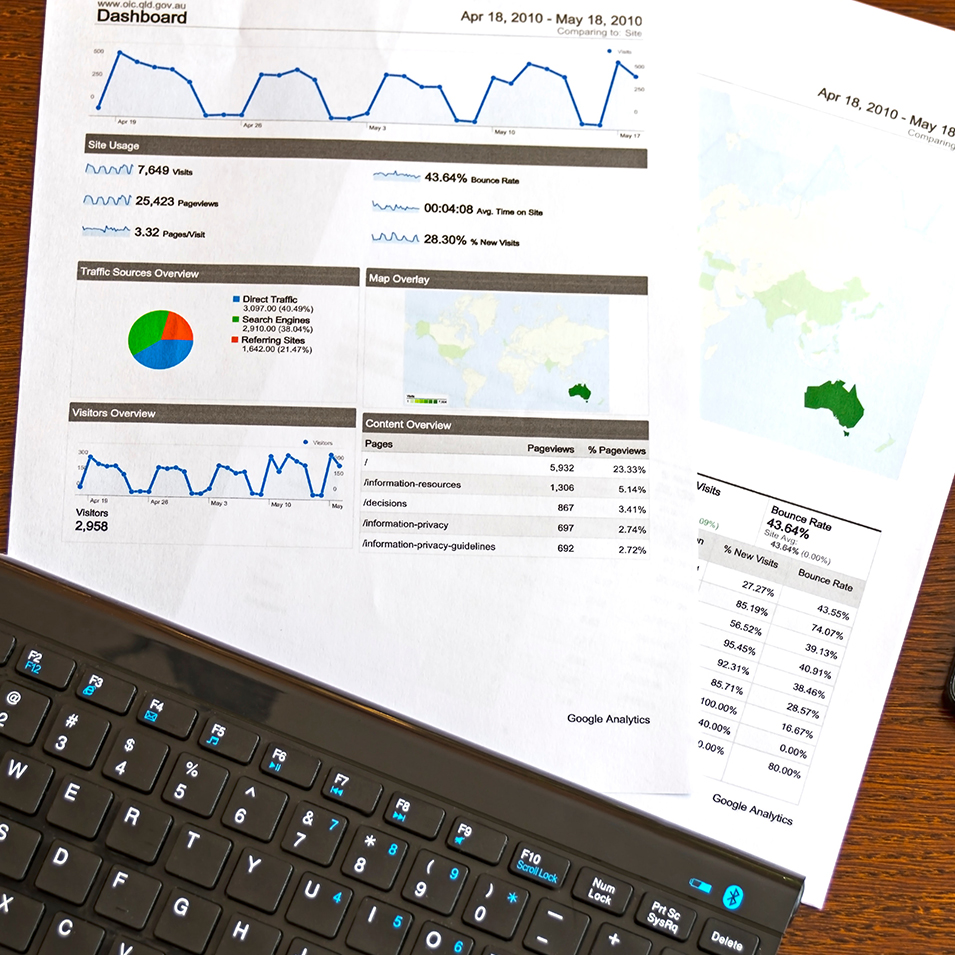 www.oic.qld.gov.au
Dashboard
Apr 18, 2010 - May 18, 2010
Comparing to: Site
Visits
500
250
0
500
250
0
Apr 19
Apr 26
May 3
May 10
May 17
Site Usage
7,649 Visits
43.64% Bounce Rate
25,423 Pageviews
00:04:08 Avg. Time on Site
3.32 Pages/Visit
28.30% % New Visits
Traffic Sources Overview
Direct Traffic
3,097.00 (40.49%)
Search Engines
2,910.00 (38.04%)
Referring Sites
1,642.00 (21.47%)
Map Overlay
Visitors Overview
Visitors
300
150
0
150
0
Apr 19
Apr 26
May 3
May 10
May
Visitors
2,958
Content Overview
Pages Pageviews % Pageviews
/ 5,932 23.33%
/information-resources 1,306 5.14%
/decisions 867 3.41%
/information-privacy 697 2.74%
/information-privacy-guidelines 692 2.72%
Google Analytics
Apr 18, 2010 - May 18
Comparing
Visits
Bounce Rate
43.64%
Site Avg:
43.64% (0.00%)
% New Visits Bounce Rate
27.27% 43.55%
85.19% 74.07%
56.52% 39.13%
95.45% 40.91%
92.31% 38.46%
85.71% 28.57%
100.00% 16.67%
40.00% 0.00%
0.00% 80.00%
Google Analytics
F2 F12
F3
F4
F5
F6
F7
F8
F9
F10 Scroll Lock
Num Lock
Prt Sc SysRq
Delete
@ 2
# 3
$ 4
% 5
^ 6
& 7 7
* 8 8
( 9 9
) 0 *
–
-
+
W
E
R
T
Y
U 4
I 5
O 6
S
D
F
G
H
X
C
V